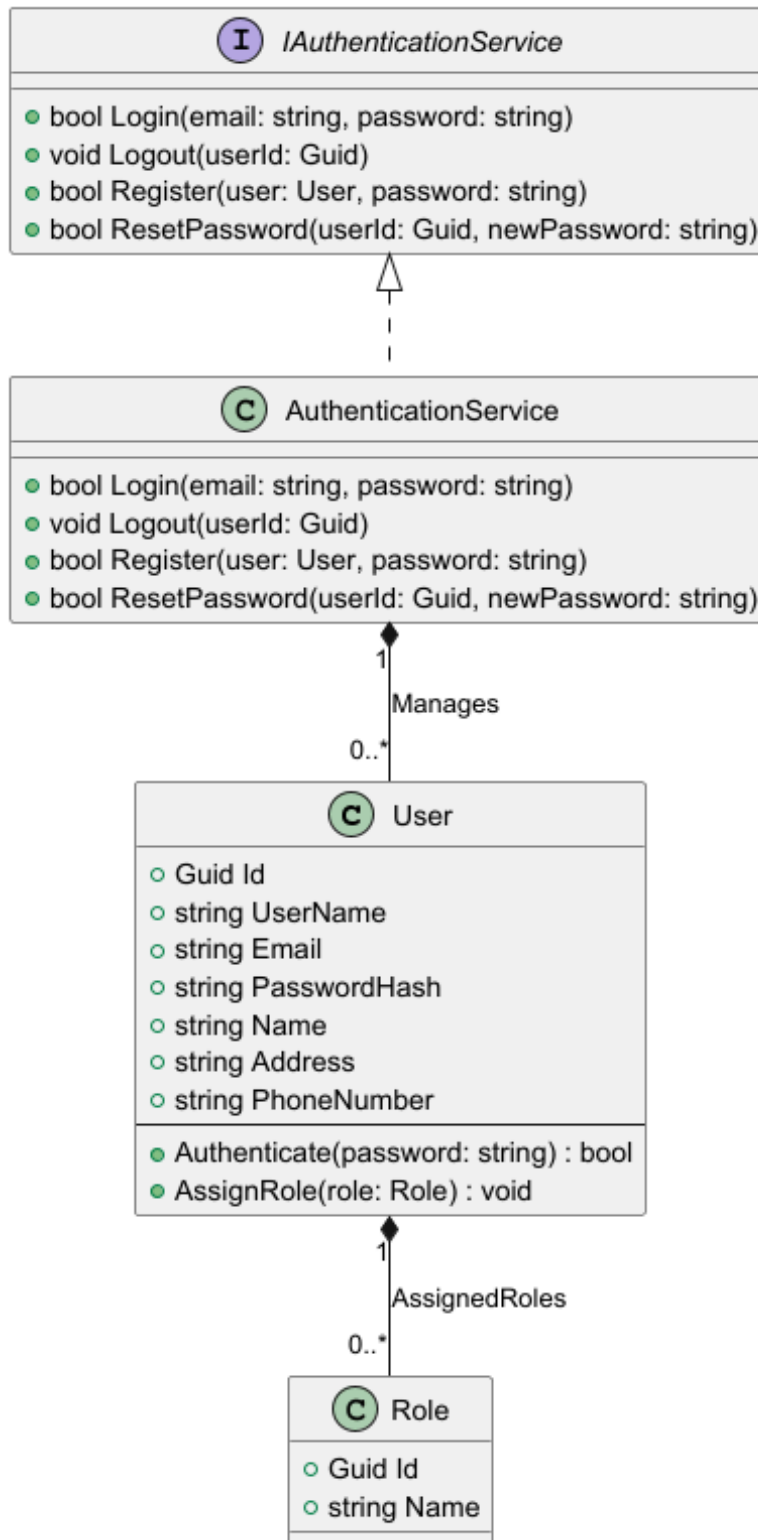 I IAuthenticationService
bool Login(email: string, password: string)
void Logout(userId: Guid)
bool Register(user: User, password: string)
bool ResetPassword(userId: Guid, newPassword: string)
C AuthenticationService
bool Login(email: string, password: string)
void Logout(userId: Guid)
bool Register(user: User, password: string)
bool ResetPassword(userId: Guid, newPassword: string)
1
Manages
0..*
C User
Guid Id
string UserName
string Email
string PasswordHash
string Name
string Address
string PhoneNumber
Authenticate(password: string) : bool
AssignRole(role: Role) : void
1
AssignedRoles
0..*
C Role
Guid Id
string Name